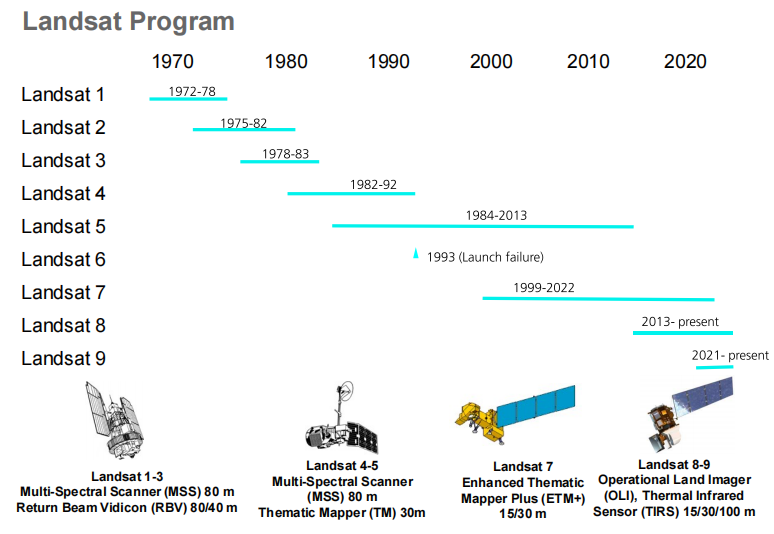 Landsat Program
1970 1980 1990 2000 2010 2020
Landsat 1 1972-78
Landsat 2 1975-82
Landsat 3 1978-83
Landsat 4 1982-92
Landsat 5 1984-2013
Landsat 6 1993 (Launch failure)
Landsat 7 1999-2022
Landsat 8 2013- present
Landsat 9 2021- present
Landsat 1-3
Multi-Spectral Scanner (MSS) 80 m
Return Beam Vidicon (RBV) 80/40 m
Landsat 4-5
Multi-Spectral Scanner
(MSS) 80 m
Thematic Mapper (TM) 30m
Landsat 7
Enhanced Thematic
Mapper Plus (ETM+)
15/30 m
Landsat 8-9
Operational Land Imager
(OLI), Thermal Infrared
Sensor (TIRS) 15/30/100 m